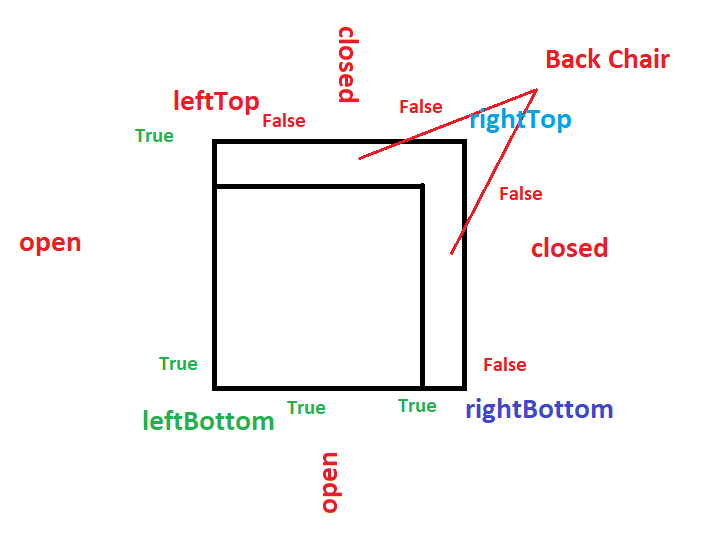 closed
Back Chair
leftTop
False
False
rightTop
True
False
open
closed
True
False
leftBottom
True
True
rightBottom
open